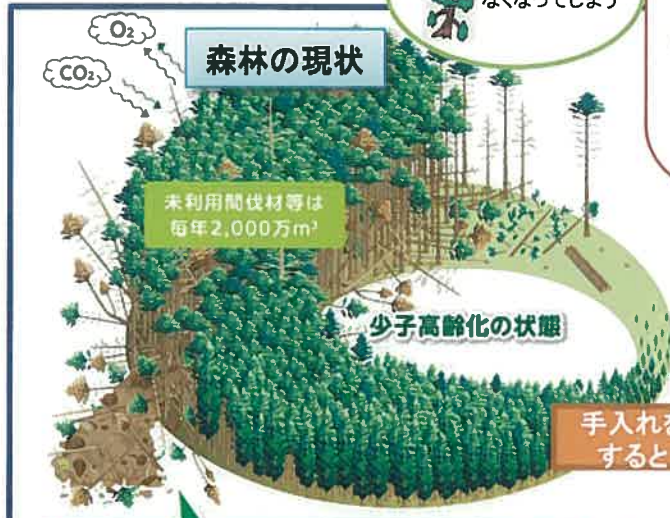 なくなってしまう
O₂
CO₂
森林の現状
未利用間伐材等は
毎年2,000万m³
少子高齢化の状態
手入れを
すると